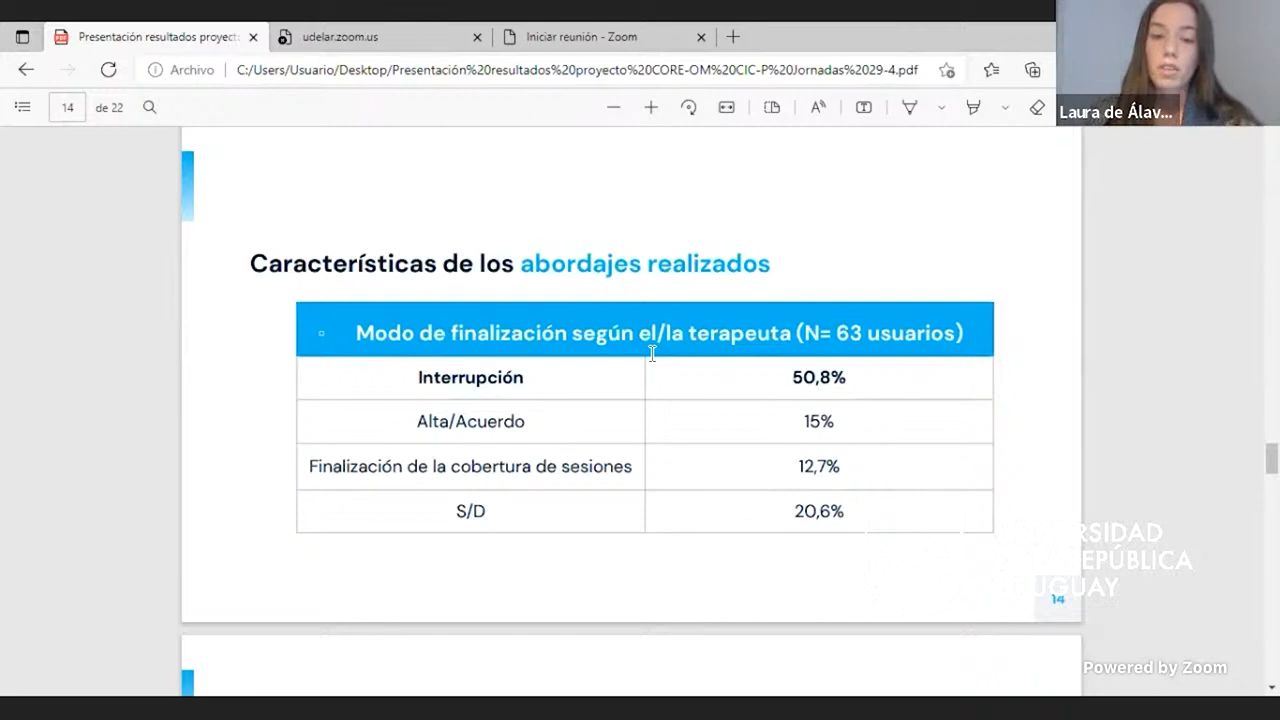 Presentación resultados proyect
udelar.zoom.us
Iniciar reunión - Zoom
Archivo
C:/Users/Usuario/Desktop/Presentación%20resultados%20proyecto%20CORE-OM%20CIC-P%20Jornadas%2029-4.pdf
14
de 22
Laura de Álav...
Características de los abordajes realizados
Modo de finalización según el/la terapeuta (N= 63 usuarios)
Interrupción 50,8%
Alta/Acuerdo 15%
Finalización de la cobertura de sesiones 12,7%
S/D 20,6%
14
Powered by Zoom